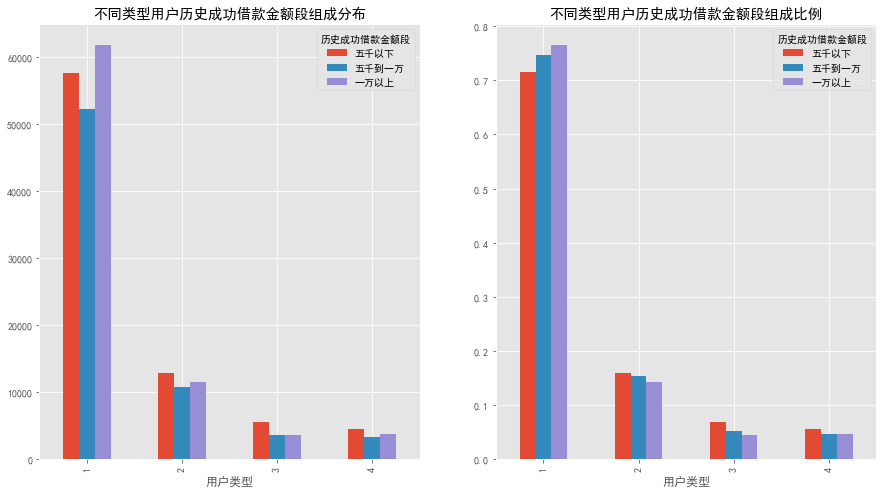 不同类型用户历史成功借款金额段组成分布
历史成功借款金额段
五千以下
五千到一万
一万以上
60000
50000
40000
30000
20000
10000
0
1
2
3
4
用户类型
不同类型用户历史成功借款金额段组成比例
历史成功借款金额段
五千以下
五千到一万
一万以上
0.8
0.7
0.6
0.5
0.4
0.3
0.2
0.1
0.0
1
2
3
4
用户类型